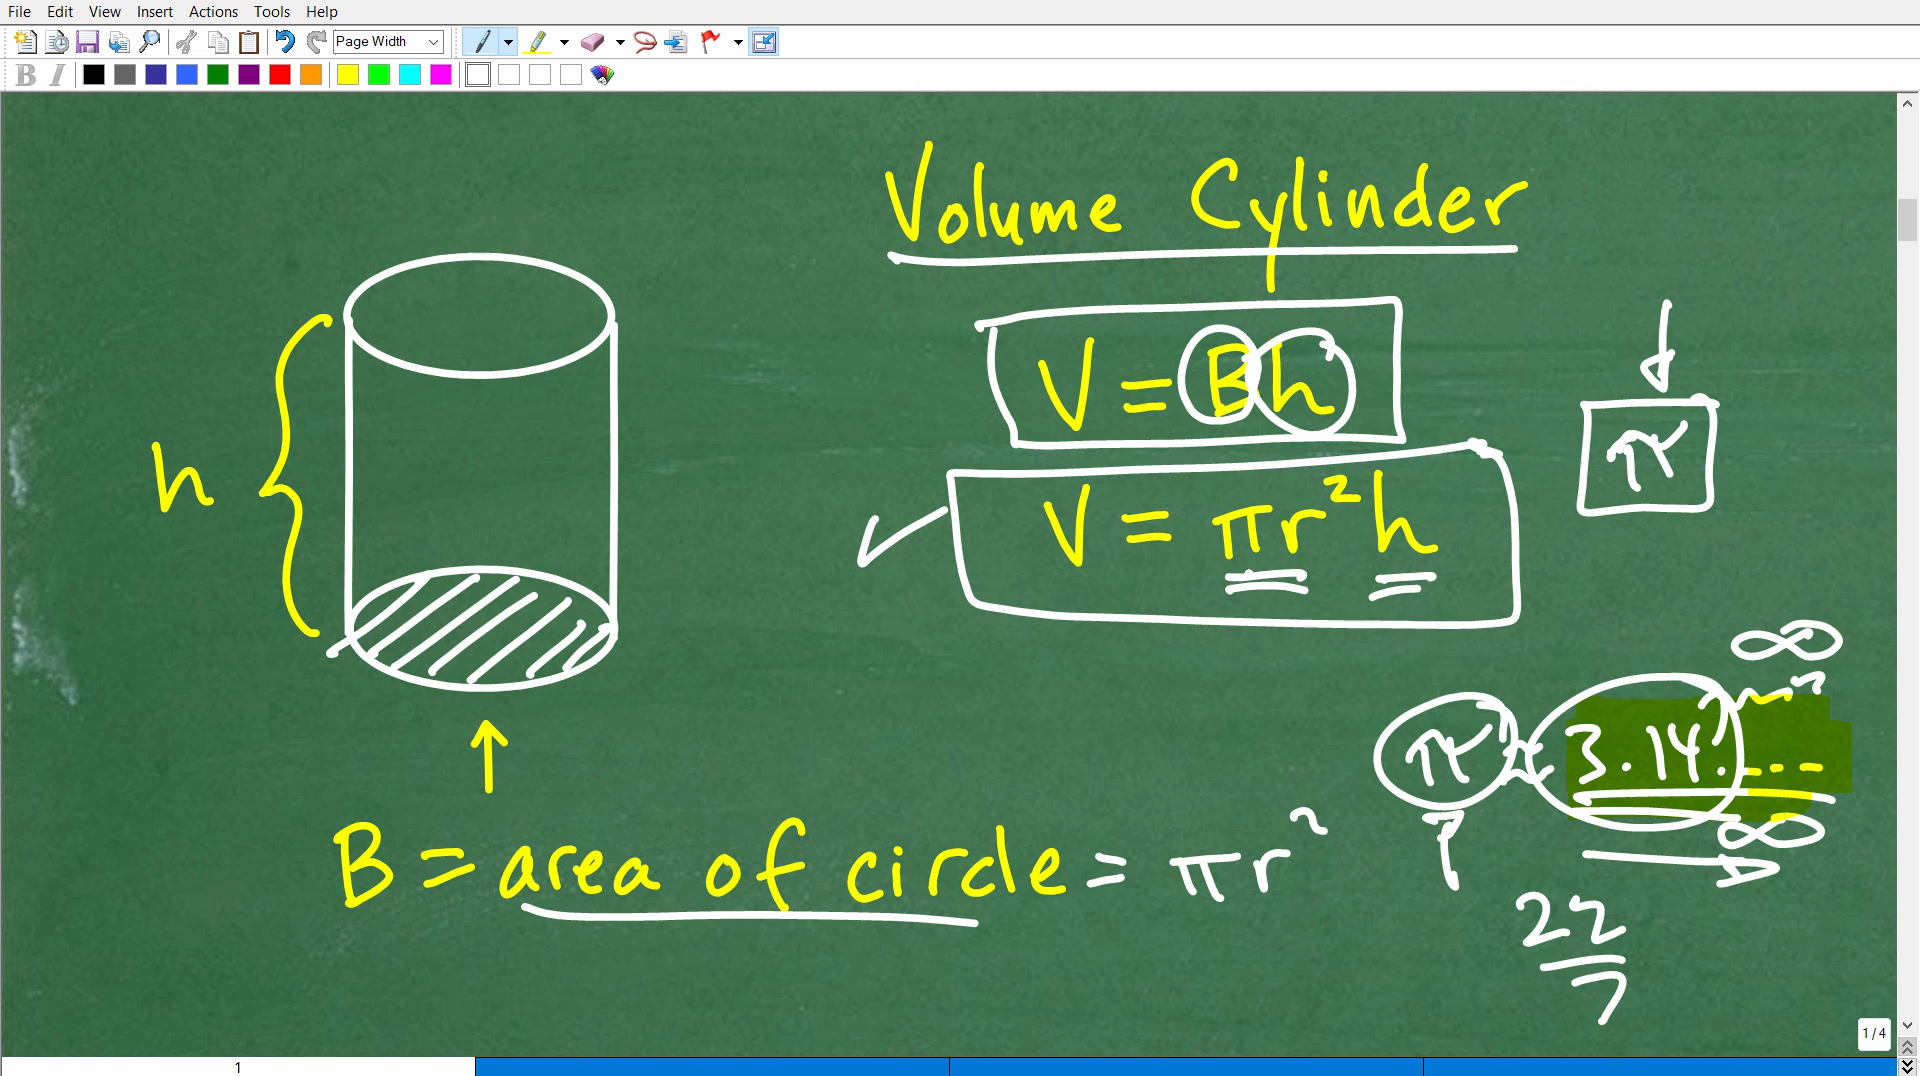 File Edit View Insert Actions Tools Help
Page Width
B I
Volume Cylinder
V = Bh
π
V = πr²h
h
∞
π ≈ 3.14...
∞
B = area of circle = πr²
22
7
1 / 4
1